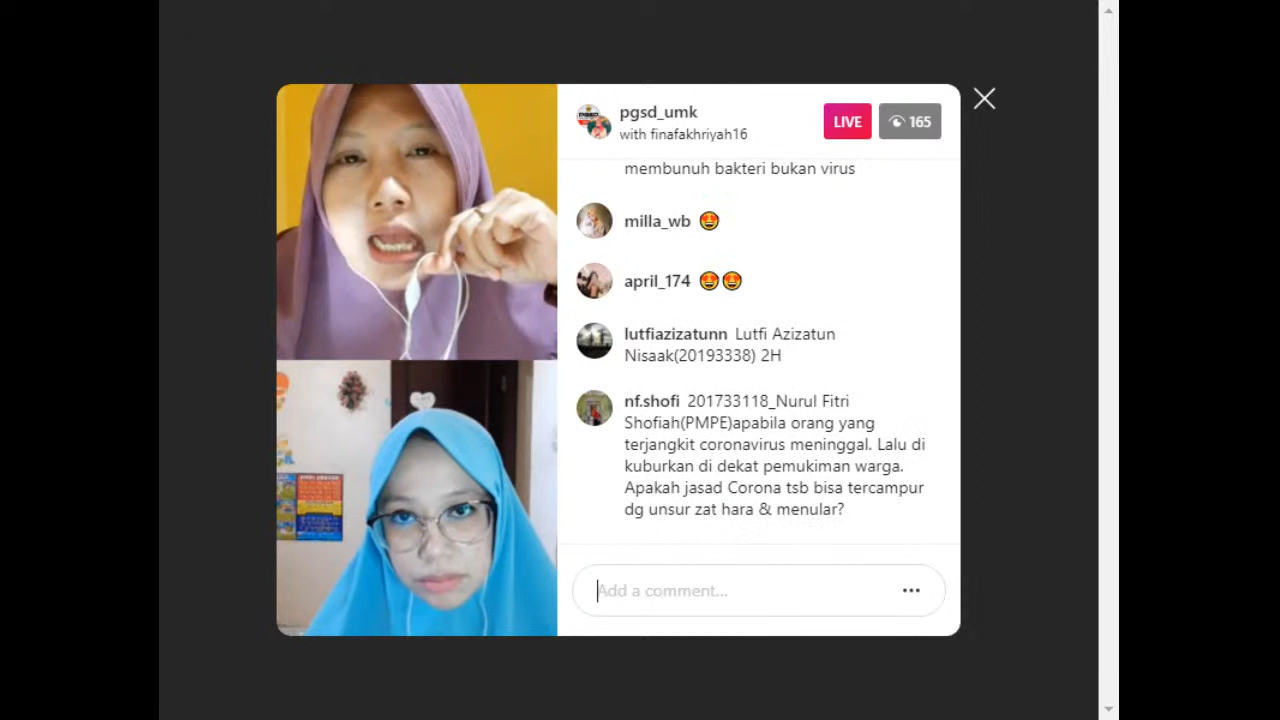 pgsd_umk
with finafakhriyah16
LIVE
165
membunuh bakteri bukan virus
milla_wb
april_174
lutfiazizatunn Lutfi Azizatun
Nisaak(20193338) 2H
nf.shofi 201733118_Nurul Fitri
Shofiah(PMPE)apabila orang yang
terjangkit coronavirus meninggal. Lalu di
kuburkan di dekat pemukiman warga.
Apakah jasad Corona tsb bisa tercampur
dg unsur zat hara & menular?
Add a comment...